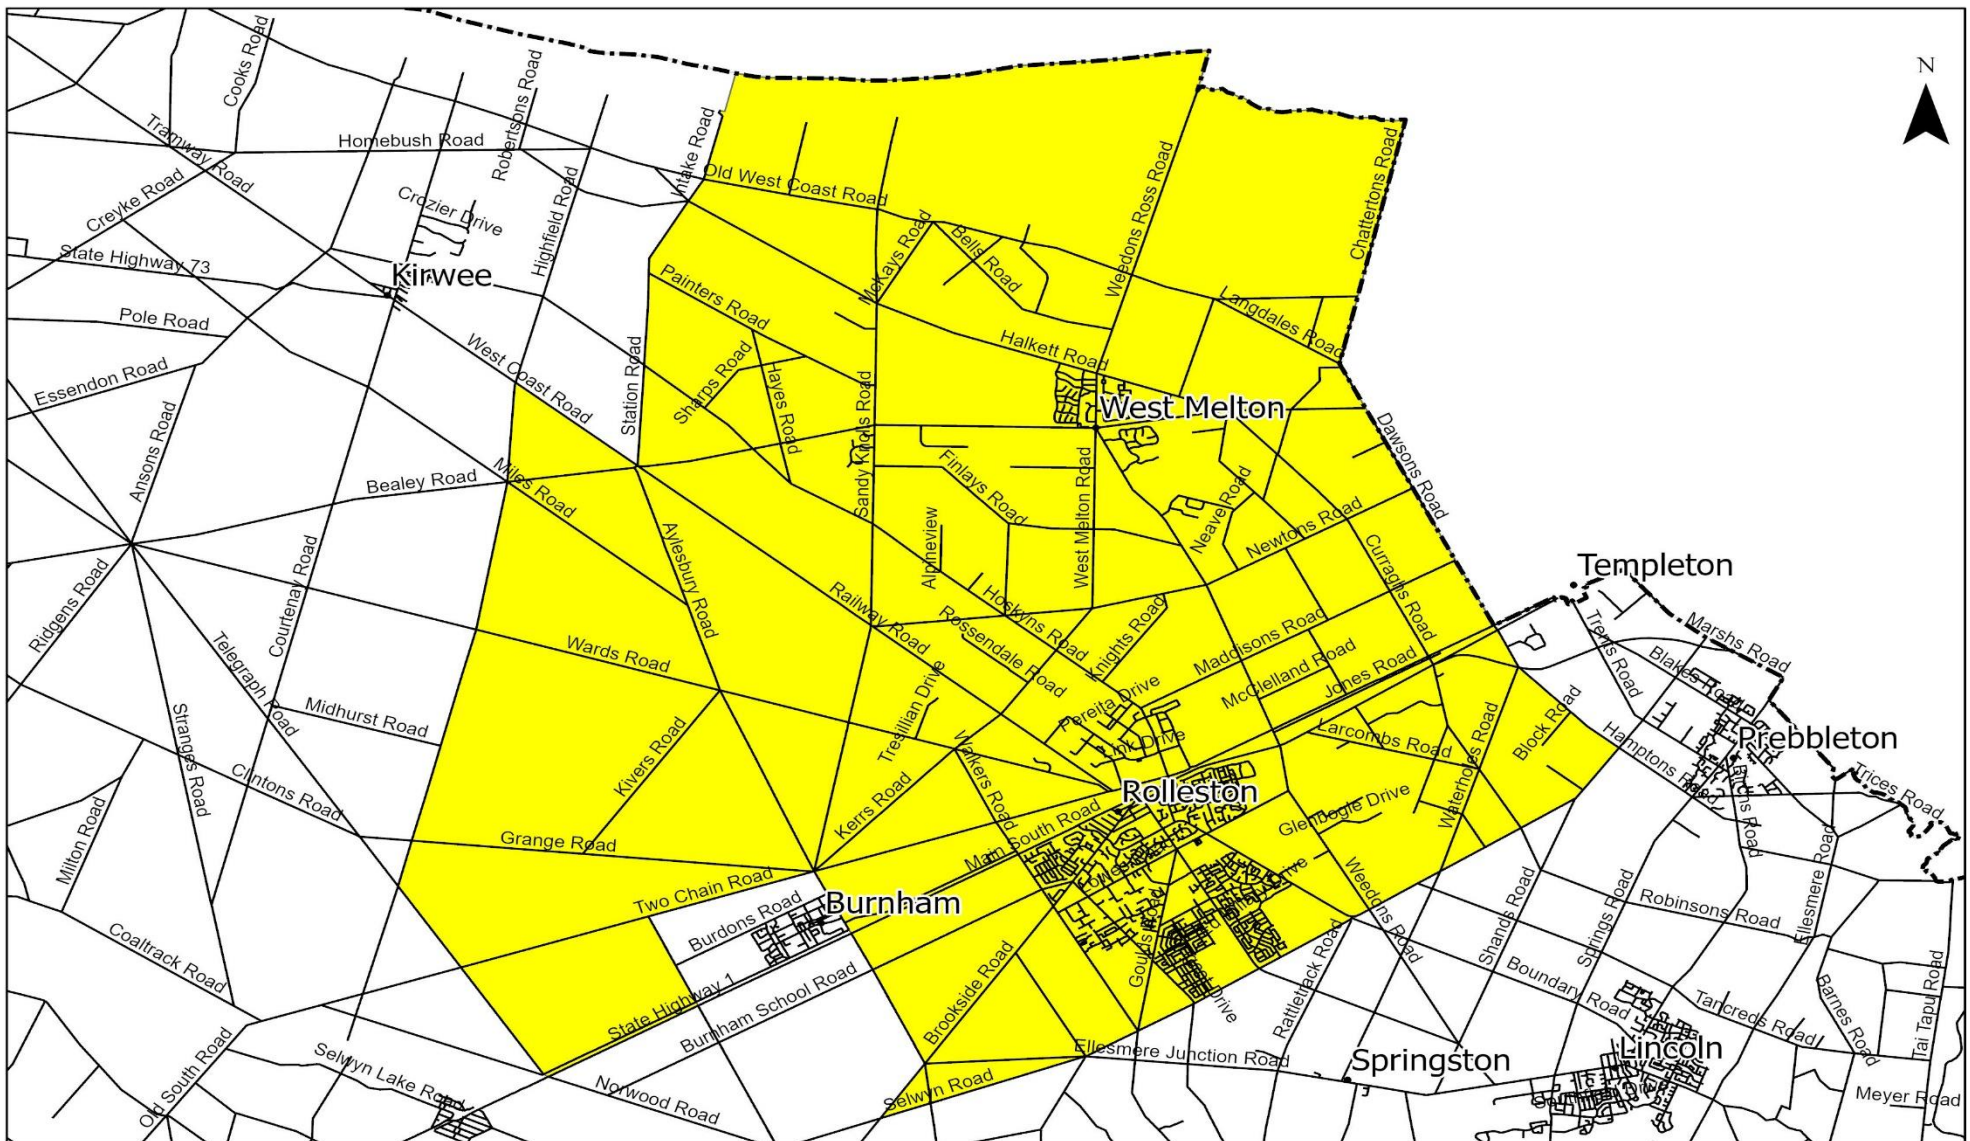 N
Cooks Road
Robertsons Road
Tramway Road
Homebush Road
Intake Road
Old West Coast Road
Weedons Ross Road
Chattertons Road
Creyke Road
Crozier Drive
Highfield Road
McKays Road
Bells Road
State Highway 73
Kirwee
Painters Road
Langdales Road
Pole Road
West Coast Road
Station Road
Halkett Road
Essendon Road
Sharps Road
Hayes Road
Sandy Knolls Road
West Melton
Dawsons Road
Ansons Road
Bealey Road
Miles Road
Finlays Road
West Melton Road
Neave Road
Newtons Road
Alpineview
Aylesbury Road
Curraghs Road
Templeton
Ridgens Road
Courtenay Road
Railway Road
Hoskyns Road
Rossendale Road
Knights Road
Maddisons Road
Marshs Road
Trents Road
Blakes Road
Telegraph Road
Wards Road
McClelland Road
Jones Road
Tresillian Drive
Pereita Drive
Link Drive
Midhurst Road
Stranges Road
Kivers Road
Walkers Road
Larcombs Road
Waterholes Road
Block Road
Hamptons Road
Prebbleton
Birchs Road
Trices Road
Clintons Road
Kerrs Road
Rolleston
Glenbogle Drive
Milton Road
Grange Road
Main South Road
Two Chain Road
Burnham
Burdons Road
Weedons Road
Ellesmere Road
Shands Road
Springs Road
Robinsons Road
Coaltrack Road
Goulds Road
Brookside Road
Rattletrack Road
Boundary Road
Tancreds Road
Barnes Road
Tai Tapu Road
State Highway 1
Burnham School Road
Drive
Old South Road
Selwyn Lake Road
Norwood Road
Selwyn Road
Ellesmere Junction Road
Springston
Lincoln
Meyer Road